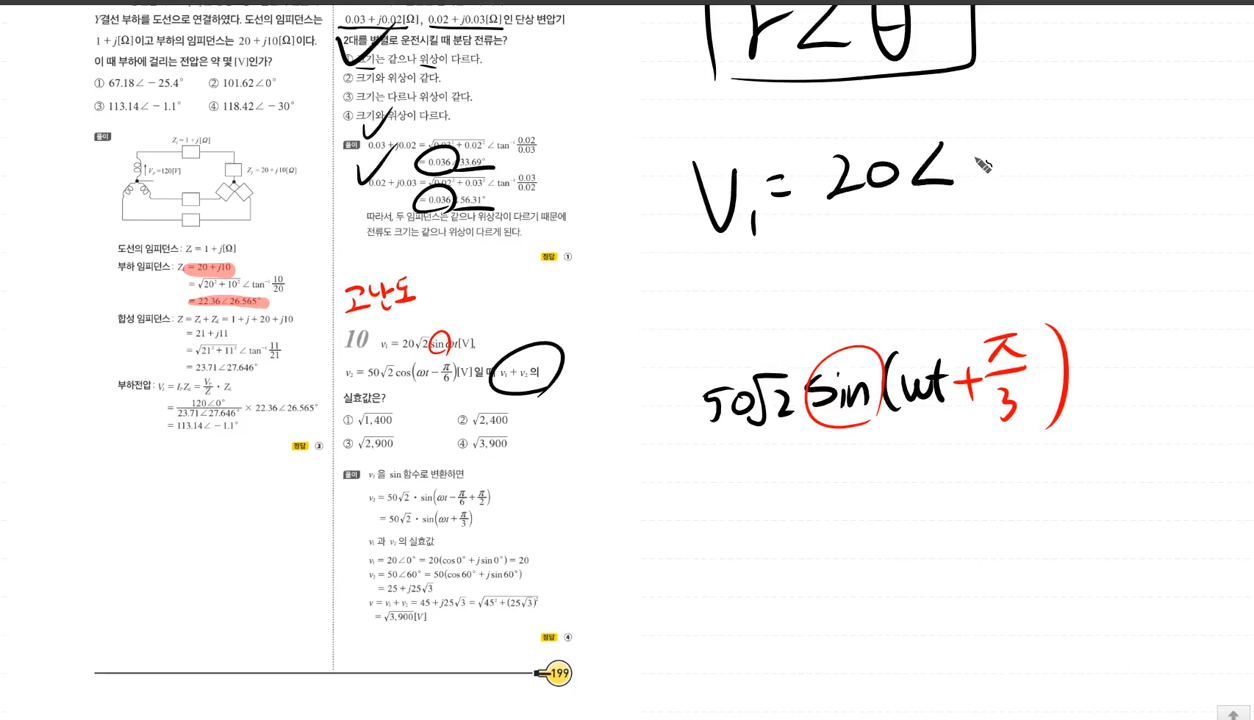 }결선 부하를 도선으로 연결하였다. 도선의 임피던스는
1 + j[Ω]이고 부하의 임피던스는 20 + j10[Ω]이다.
이 때 부하에 걸리는 전압은 약 몇 [V]인가?
① 67.18∠ − 25.4° ② 101.62∠0°
③ 113.14∠ − 1.1° ④ 118.42∠ − 30°
풀이
Z₁ = 1 + j[Ω]
V_P = 120[V]
Z₂ = 20 + j10[Ω]
도선의 임피던스: Z = 1 + j[Ω]
부하 임피던스: Z = 20 + j10
= √(20² + 10²) ∠ tan⁻¹ 10/20
= 22.36∠26.565°
합성 임피던스: Z = Z₁ + Z_L = 1 + j + 20 + j10
= 21 + j11
= √(21² + 11²) ∠ tan⁻¹ 11/21
= 23.71∠27.646°
= 120∠0° / 23.71∠27.646° × 22.36∠26.565°
= 113.14∠ − 1.1°
정답 ③
0.03 + j0.02[Ω], 0.02 + j0.03[Ω]인 단상 변압기
2대를 병렬로 운전시킬 때 분담 전류는?
① 크기는 같으나 위상이 다르다.
② 크기와 위상이 같다.
③ 크기는 다르나 위상이 같다.
④ 크기와 위상이 다르다.
풀이
0.03 + j0.02 = √(0.03² + 0.02²) ∠ tan⁻¹ 0.02/0.03
= 0.036∠33.69°
0.02 + j0.03 = √(0.02² + 0.03²) ∠ tan⁻¹ 0.03/0.02
= 0.036∠56.31°
따라서, 두 임피던스는 같으나 위상각이 다르기 때문에
전류도 크기는 같으나 위상이 다르게 된다.
정답 ①
고난도
10 v₁ = 20√2 sin ωt[V],
v₂ = 50√2 cos(ωt − π/6)[V]일 때 v₁ + v₂의
실효값은?
① √1,400 ② √2,400
③ √2,900 ④ √3,900
풀이 v₂을 sin 함수로 변환하면
v₂ = 50√2 · sin(ωt − π/6 + π/2)
= 50√2 · sin(ωt + π/3)
v₁과 v₂의 실효값
v₁ = 20∠0° = 20(cos0° + jsin0°) = 20
v₂ = 50∠60° = 50(cos60° + jsin60°)
= 25 + j25√3
v = v₁ + v₂ = 45 + j25√3 = √(45² + (25√3)²)
= √3,900[V]
정답 ④
199
r∠θ
V₁ = 20∠
50√2 sin(ωt + π/3)